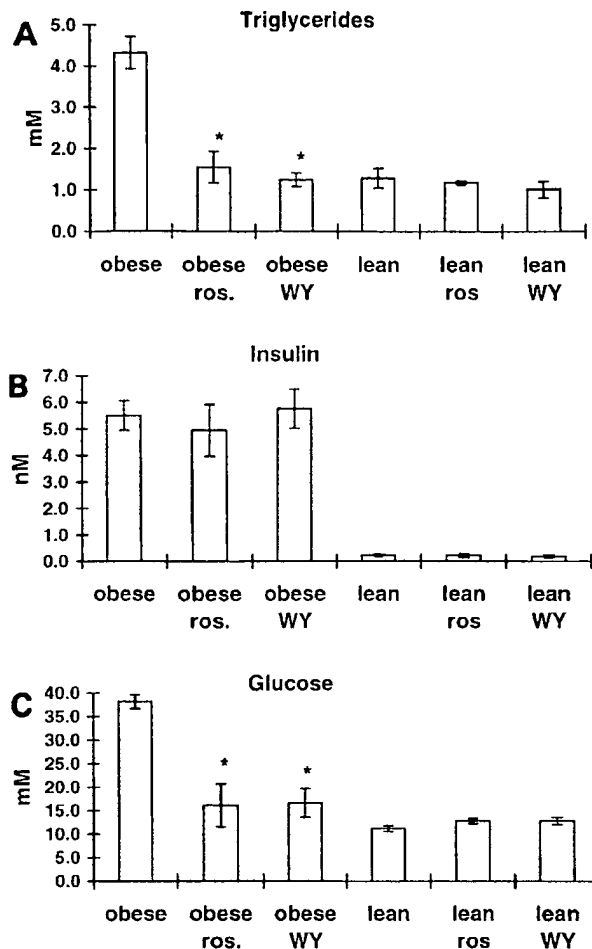 A
Triglycerides
5.0
4.0
3.0
2.0
1.0
0.0
mM
*
*
obese
obese
ros.
obese
WY
lean
lean
ros
lean
WY
B
Insulin
7.0
6.0
5.0
4.0
3.0
2.0
1.0
0.0
nM
obese
obese
ros.
obese
WY
lean
lean
ros
lean
WY
C
Glucose
40.0
35.0
30.0
25.0
20.0
15.0
10.0
5.0
0.0
mM
*
*
obese
obese
ros.
obese
WY
lean
lean
ros
lean
WY